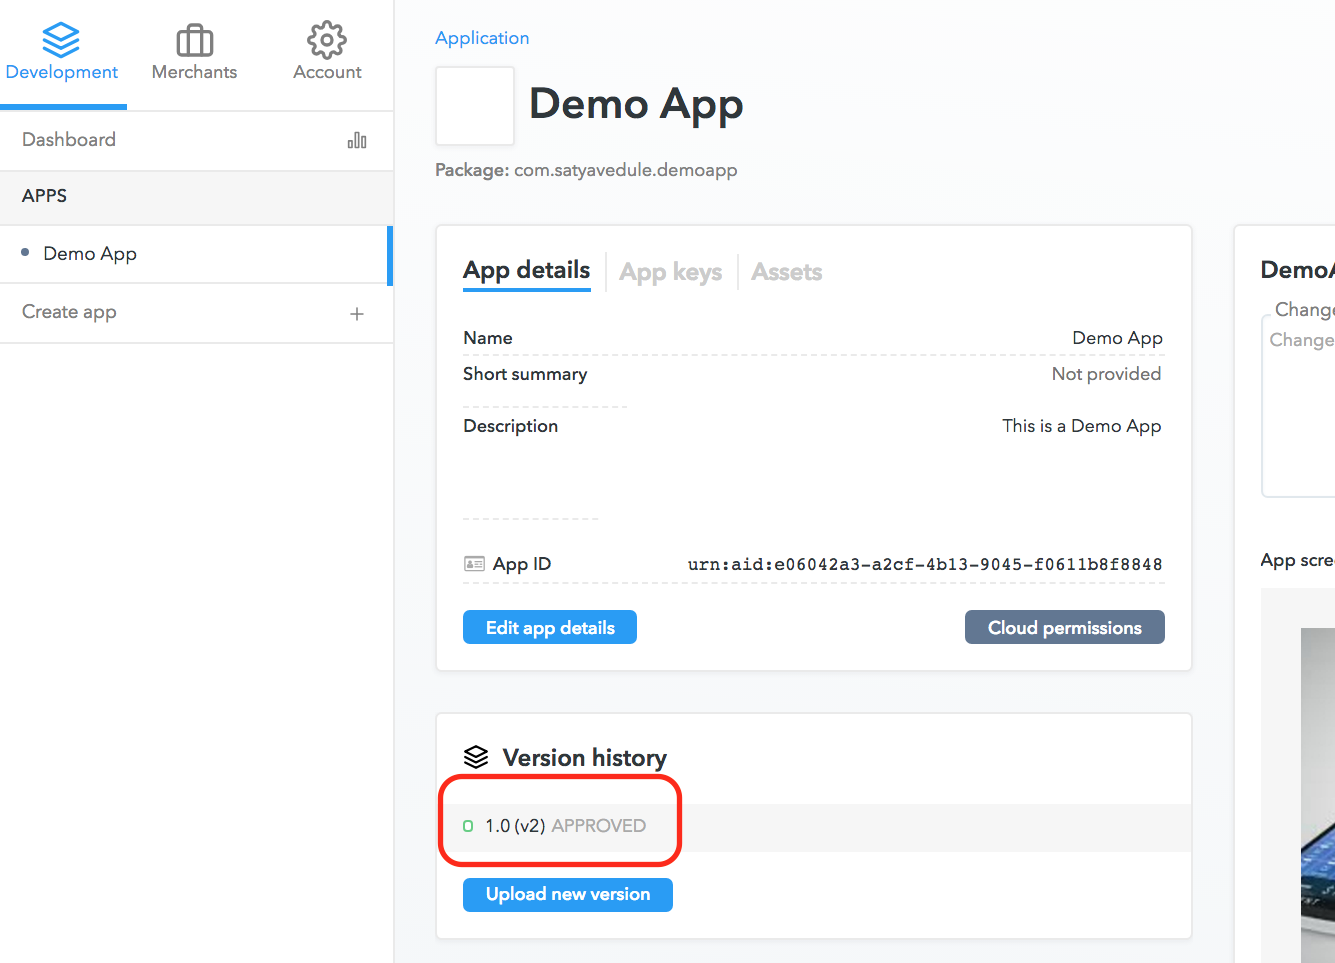 Development
Merchants
Account
Dashboard
APPS
Demo App
Create app
Application
Demo App
Package: com.satyavedule.demoapp
App details
App keys
Assets
Name
Demo App
Short summary
Not provided
Description
This is a Demo App
App ID
urn:aid:e06042a3-a2cf-4b13-9045-f0611b8f8848
Edit app details
Cloud permissions
Version history
1.0 (v2) APPROVED
Upload new version
Demo
Change
Change
App scre